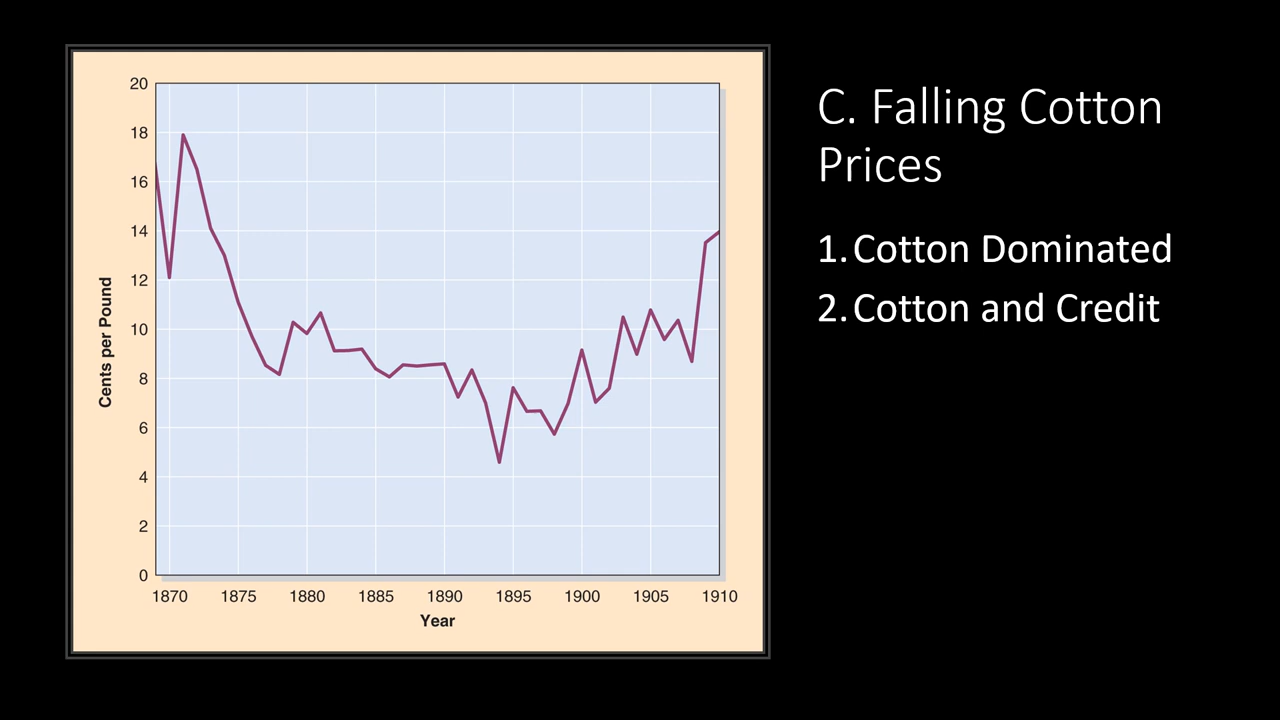 20
18
16
14
12
10
8
6
4
2
0
Cents per Pound
1870 1875 1880 1885 1890 1895 1900 1905 1910
Year
C. Falling Cotton
Prices
1. Cotton Dominated
2. Cotton and Credit